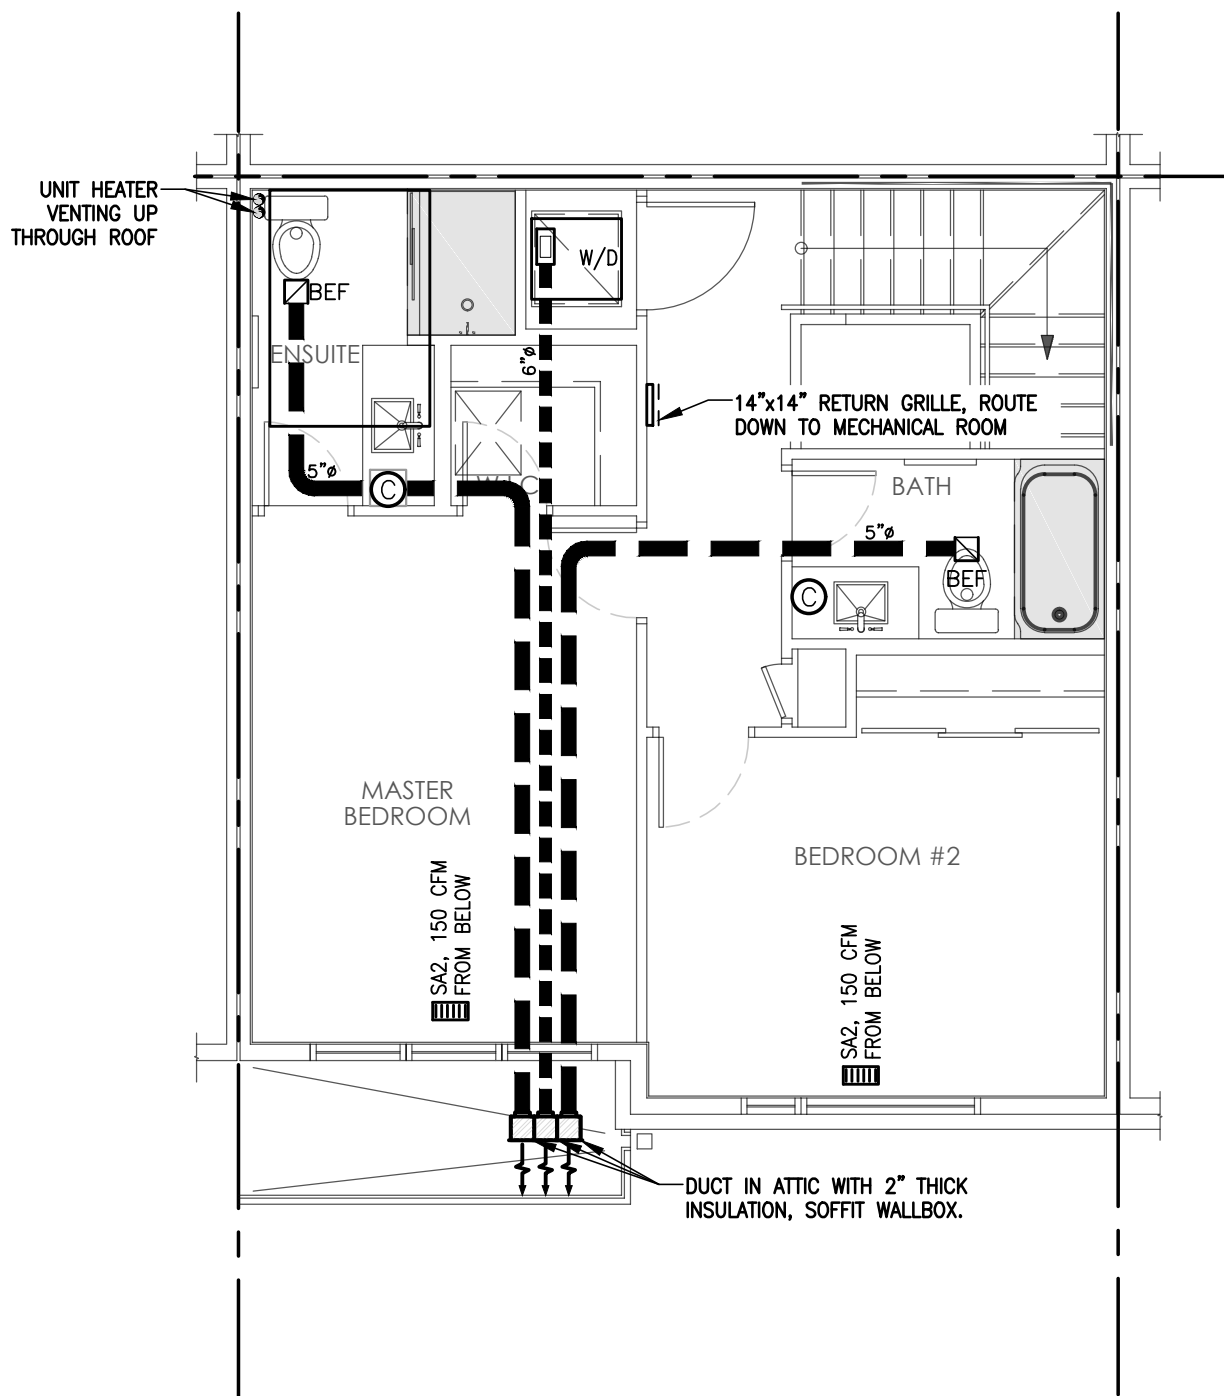 UNIT HEATER
VENTING UP
THROUGH ROOF
BEF
W/D
ENSUITE
6"ø
14"x14" RETURN GRILLE, ROUTE
DOWN TO MECHANICAL ROOM
5"ø
C
W.I.C
BATH
5"ø
BEF
C
MASTER
BEDROOM
BEDROOM #2
SA2, 150 CFM
FROM BELOW
SA2, 150 CFM
FROM BELOW
DUCT IN ATTIC WITH 2" THICK
INSULATION, SOFFIT WALLBOX.